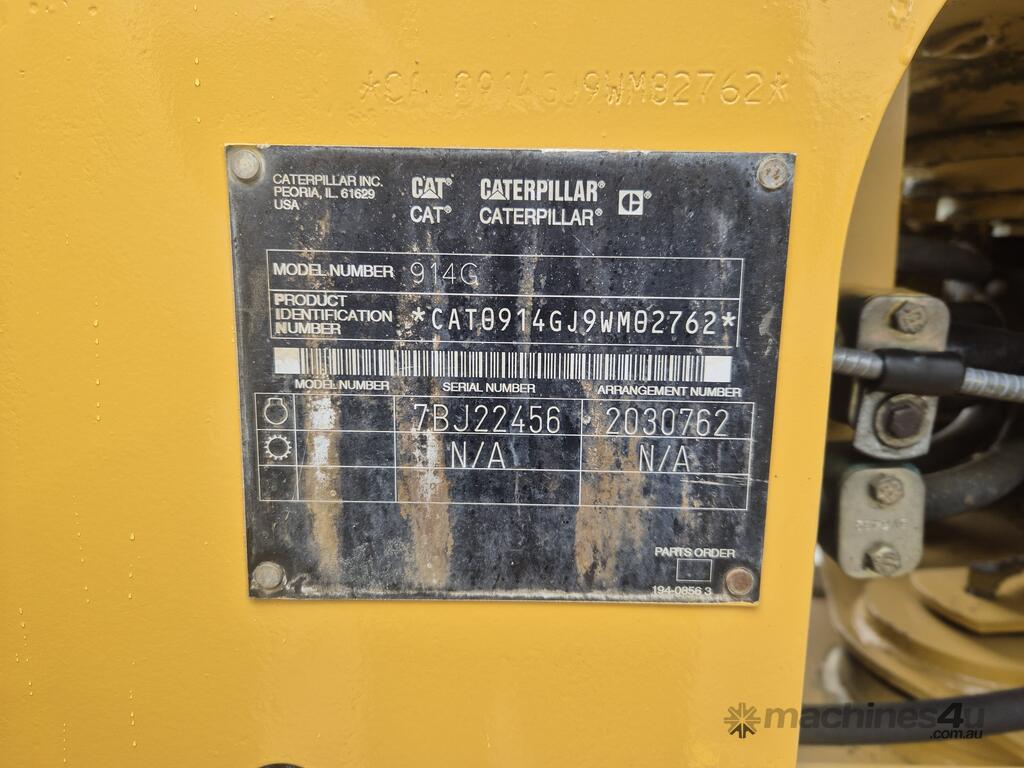 *CAT0914GJ9WM02762*
CATERPILLAR INC.
PEORIA, IL. 61629
USA
CAT® CATERPILLAR® ®
CAT® CATERPILLAR®
MODEL NUMBER 914G
PRODUCT
IDENTIFICATION
NUMBER *CAT0914GJ9WM02762*
MODEL NUMBER SERIAL NUMBER ARRANGEMENT NUMBER
7BJ22456 2030762
N/A N/A
PARTS ORDER
194-0856 3
machines4u
.com.au